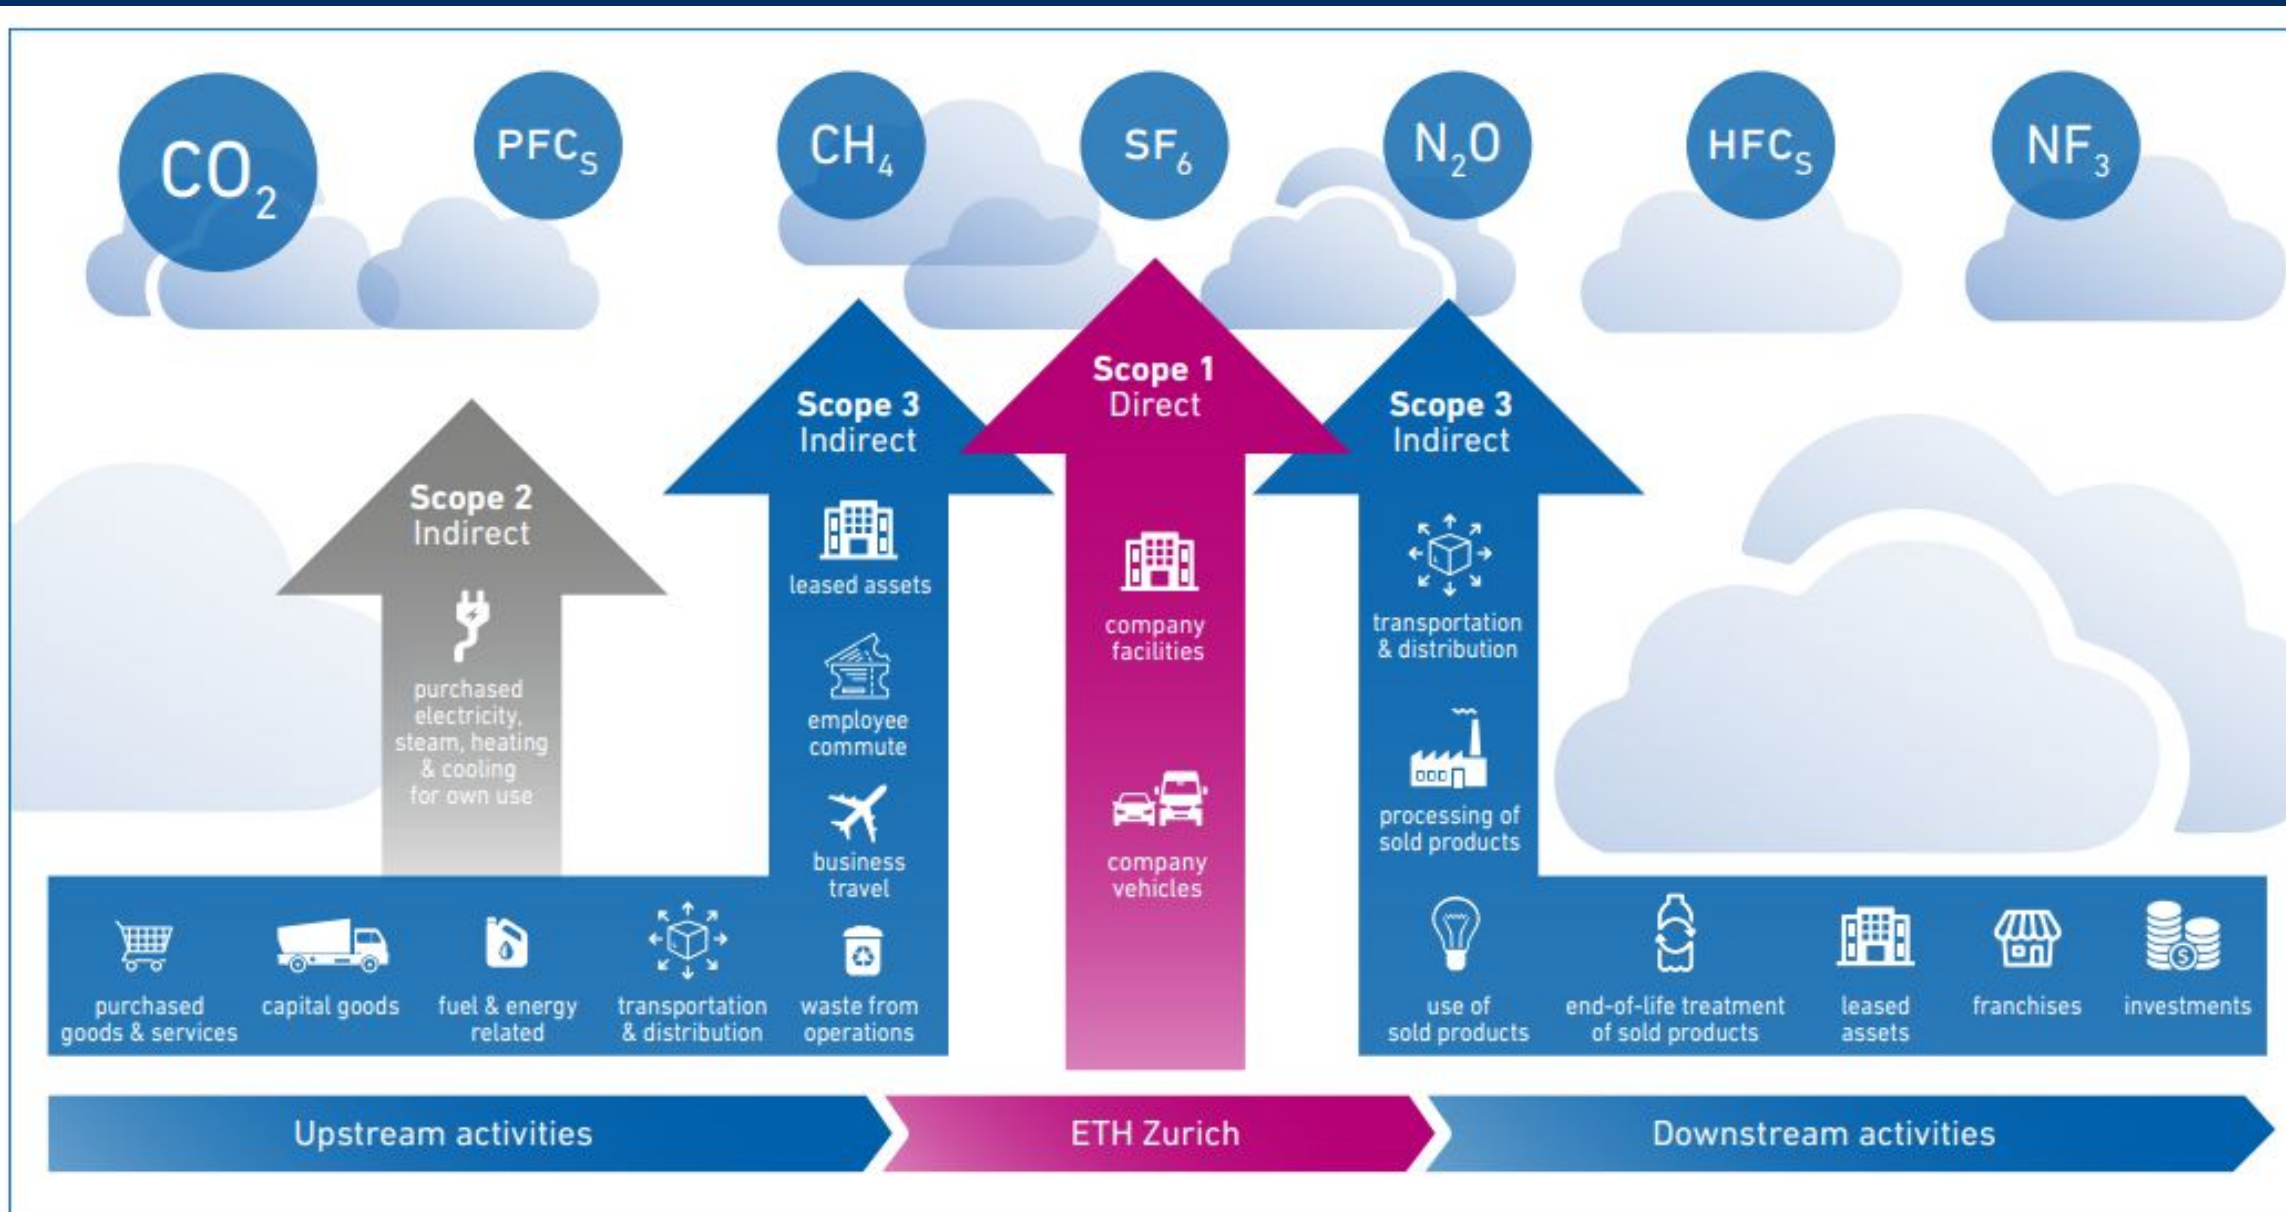 CO₂
PFCₛ
CH₄
SF₆
N₂O
HFCₛ
NF₃
Scope 2
Indirect
purchased
electricity,
steam, heating
& cooling
for own use
Scope 3
Indirect
leased assets
employee
commute
business
travel
waste from
operations
purchased
goods & services
capital goods
fuel & energy
related
transportation
& distribution
Scope 1
Direct
company
facilities
company
vehicles
Scope 3
Indirect
transportation
& distribution
processing of
sold products
use of
sold products
end-of-life treatment
of sold products
leased
assets
franchises
$
investments
Upstream activities
ETH Zurich
Downstream activities